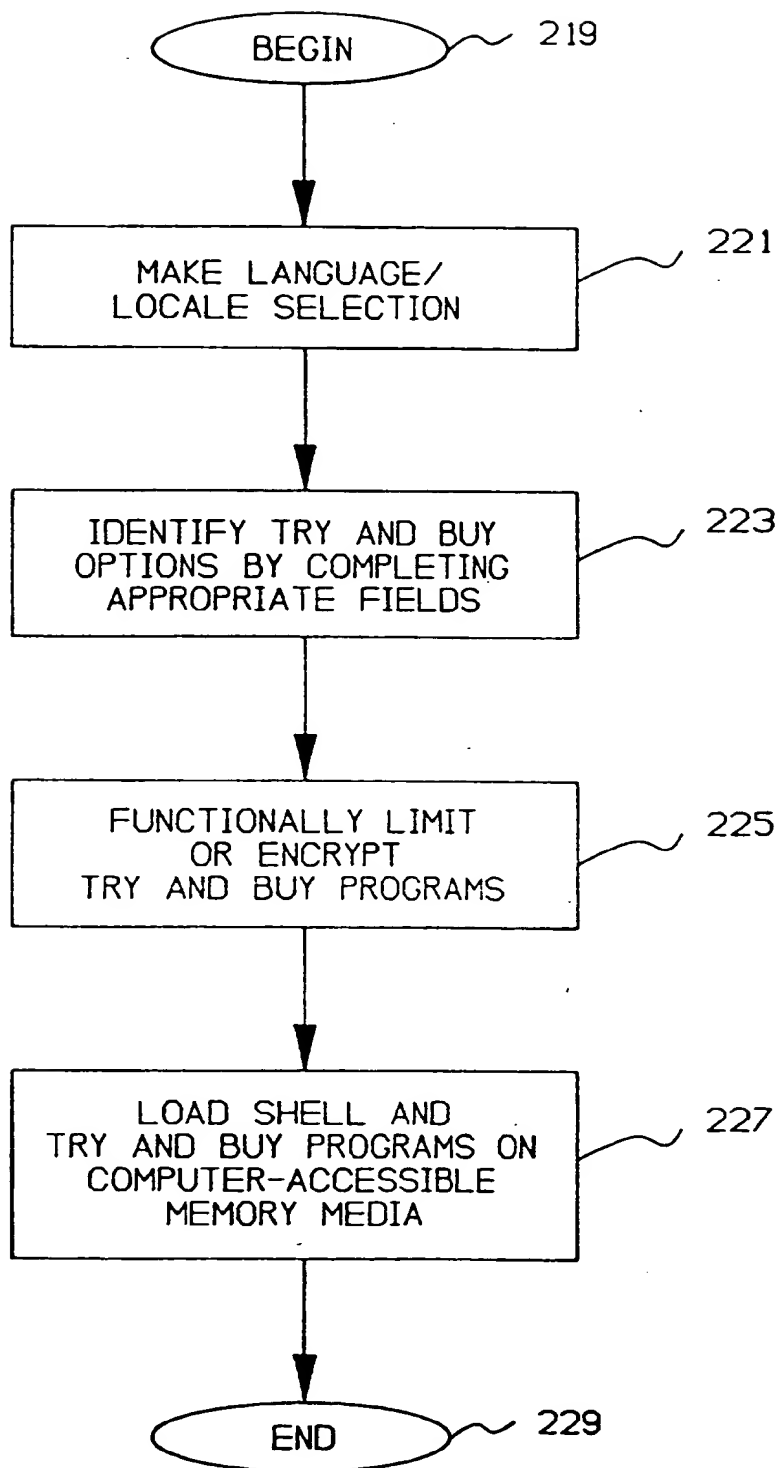 BEGIN
219
MAKE LANGUAGE/
LOCALE SELECTION
221
IDENTIFY TRY AND BUY
OPTIONS BY COMPLETING
APPROPRIATE FIELDS
223
FUNCTIONALLY LIMIT
OR ENCRYPT
TRY AND BUY PROGRAMS
225
LOAD SHELL AND
TRY AND BUY PROGRAMS ON
COMPUTER-ACCESSIBLE
MEMORY MEDIA
227
END
229